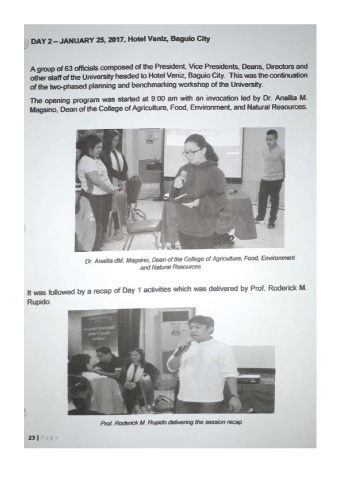 DAY 2 – JANUARY 25, 2017, Hotel Veniz, Baguio City
A group of 63 officials composed of the President, Vice Presidents, Deans, Directors and
other staff of the University headed to Hotel Veniz, Baguio City. This was the continuation
of the two-phased planning and benchmarking workshop of the University.
The opening program was started at 9:00 am with an invocation led by Dr. Analita M.
Magsino, Dean of the College of Agriculture, Food, Environment, and Natural Resources.
Dr. Analita dM. Magsino, Dean of the College of Agriculture, Food, Environment
and Natural Resources
It was followed by a recap of Day 1 activities which was delivered by Prof. Roderick M.
Rupido.
Prof. Roderick M. Rupido delivering the session recap
23 | Page